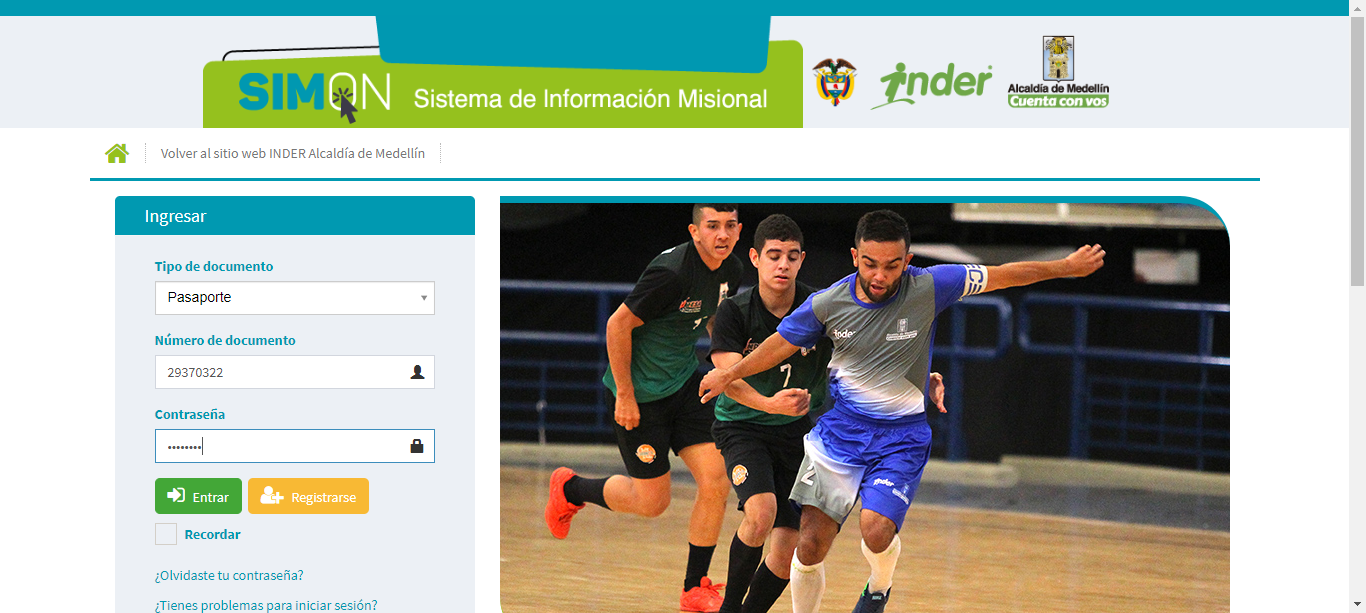 SIMON Sistema de Información Misional
inder
Alcaldía de Medellín
Cuenta con vos
Volver al sitio web INDER Alcaldía de Medellín
Ingresar
Tipo de documento
Pasaporte
Número de documento
29370322
Contraseña
••••••••
Entrar Registrarse
Recordar
¿Olvidaste tu contraseña?
¿Tienes problemas para iniciar sesión?
7
7
inder
2
inder